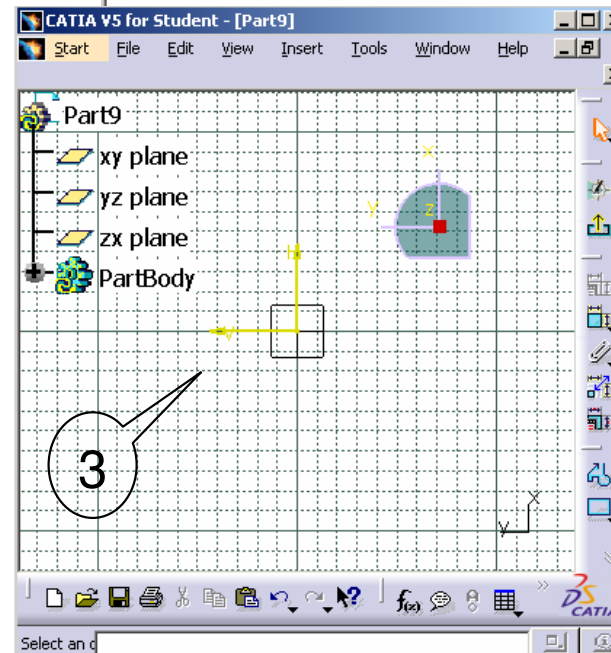 CATIA V5 for Student - [Part9]
Start File Edit View Insert Tools Window Help
Part9
xy plane
yz plane
zx plane
PartBody
x
y
z
H
V
3
x
y
f(x)
CATIA
Select an